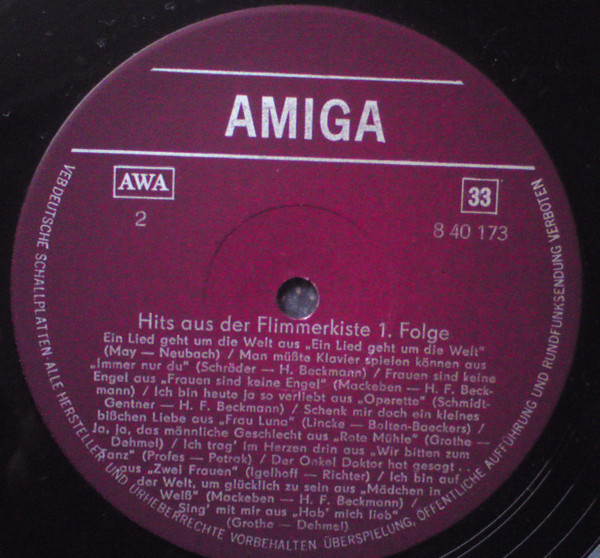 AMIGA
AWA
33
2
8 40 173
Hits aus der Flimmerkiste 1. Folge
Ein Lied geht um die Welt aus „Ein Lied geht um die Welt"
(May — Neubach) / Man müßte Klavier spielen können aus
„Immer nur du" (Schröder — H. Beckmann) / Frauen sind keine
Engel aus „Frauen sind keine Engel" (Mackeben — H. F. Beck-
mann) / Ich bin heute ja so verliebt aus „Operette" (Schmidt-
Gentner — H. F. Beckmann) / Schenk mir doch ein kleines
bißchen Liebe aus „Frau Luna" (Lincke — Bolten-Baeckers) /
Ja, ja, das männliche Geschlecht aus „Rote Mühle" (Grothe —
Dehmel) / Ich trag' im Herzen drin aus „Wir bitten zum
Tanz" (Profes — Petrak) / Der Onkel Doktor hat gesagt . . .
aus „Zwei Frauen" (Igelhoff — Richter) / Ich bin auf
der Welt, um glücklich zu sein aus „Mädchen in
Weiß" (Mackeben — H. F. Beckmann) /
Sing' mit mir aus „Hab' mich lieb"
(Grothe — Dehmel)
VEB DEUTSCHE SCHALLPLATTEN · ALLE HERSTELLER UND URHEBERRECHTE VORBEHALTEN ÜBERSPIELUNG, ÖFFENTLICHE AUFFÜHRUNG UND RUNDFUNKSENDUNG VERBOTEN